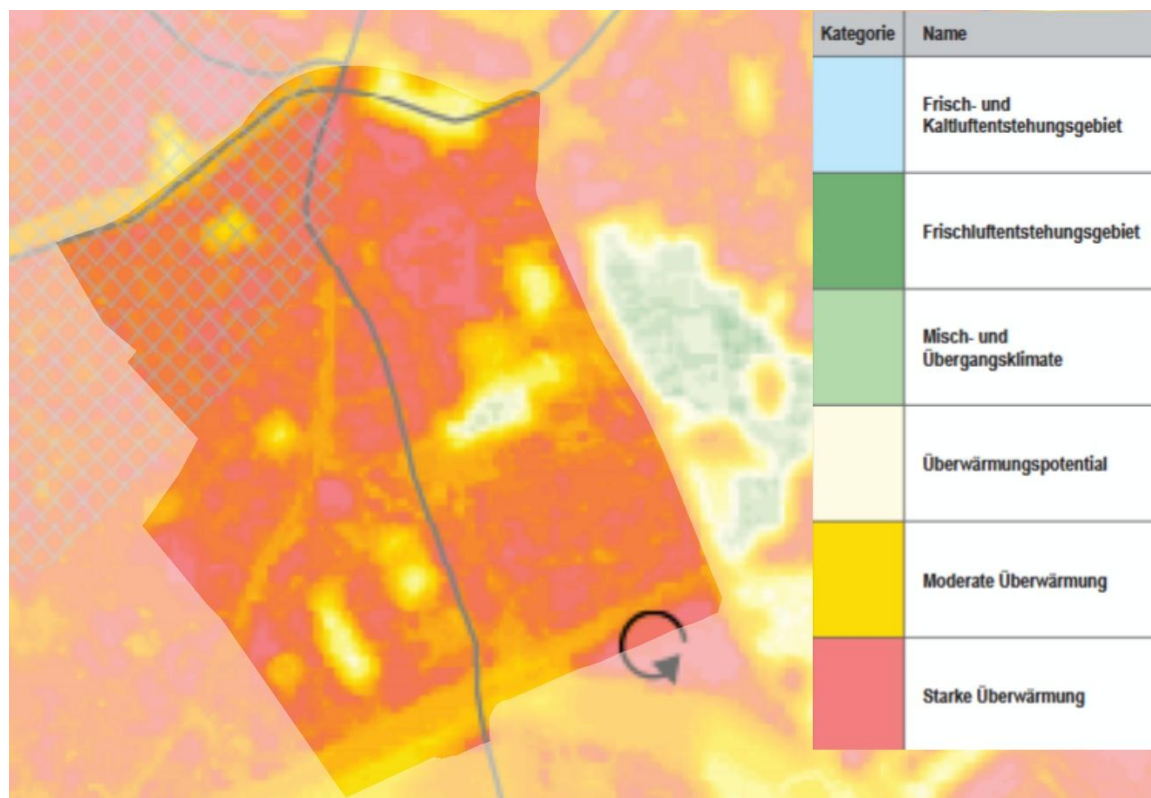 Kategorie Name
Frisch- und
Kaltluftentstehungsgebiet
Frischluftentstehungsgebiet
Misch- und
Übergangsklimate
Überwärmungspotential
Moderate Überwärmung
Starke Überwärmung